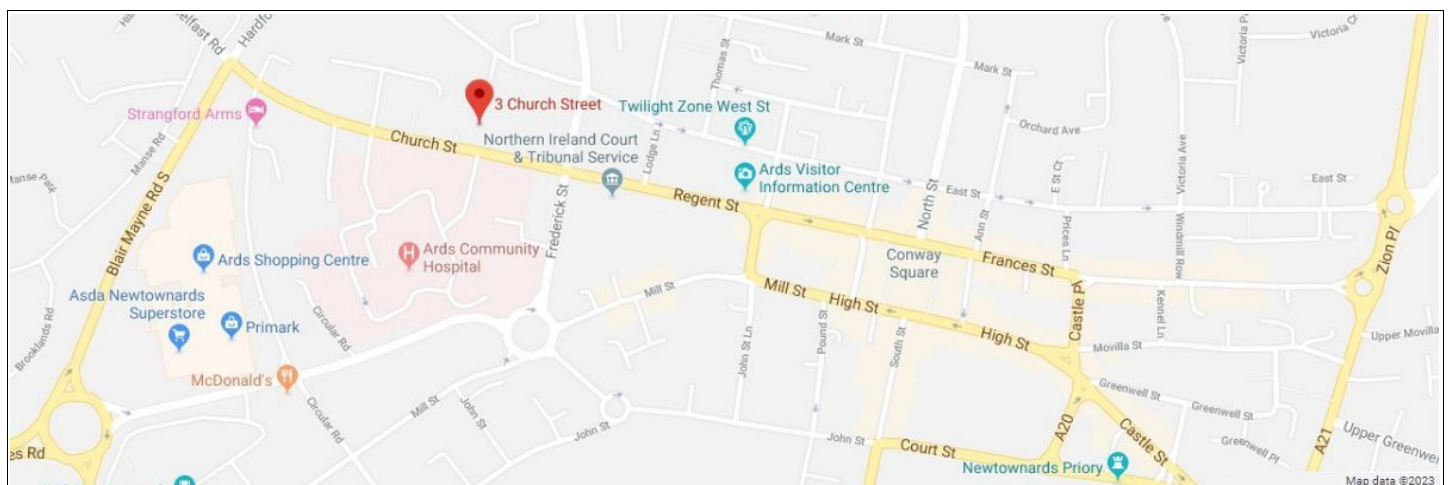 Belfast Rd
Mark St
Mark St
Thomas St
Victoria Pl
Victoria
3 Church Street
Strangford Arms
Twilight Zone West St
Orchard Ave
Manse Rd
Church St
Northern Ireland Court
& Tribunal Service
Lodge Ln
Ards Visitor
Information Centre
Manse Park
Blair Mayne Rd S
Frederick St
Regent St
North St
East St
E St Ct
Victoria Ave
East St
Ann St
Prices Ln
Windmill Row
Ards Shopping Centre
Ards Community
Hospital
Conway
Square
Frances St
Zion Pl
Asda Newtownards
Superstore
Primark
Mill St
Mill St
High St
High St
Castle Pl
Kennel Ln
Brooklands Rd
Circular Rd
John St Ln
Pound St
South St
Movilla St
Upper Movilla
McDonald's
Circular Rd
Mill St
John St
John St
John St
Court St
A20
Greenwell St
Greenwell St
Castle St
Greenwell Pl
A21
Upper Greenwell
Newtownards Priory
Map data ©2023